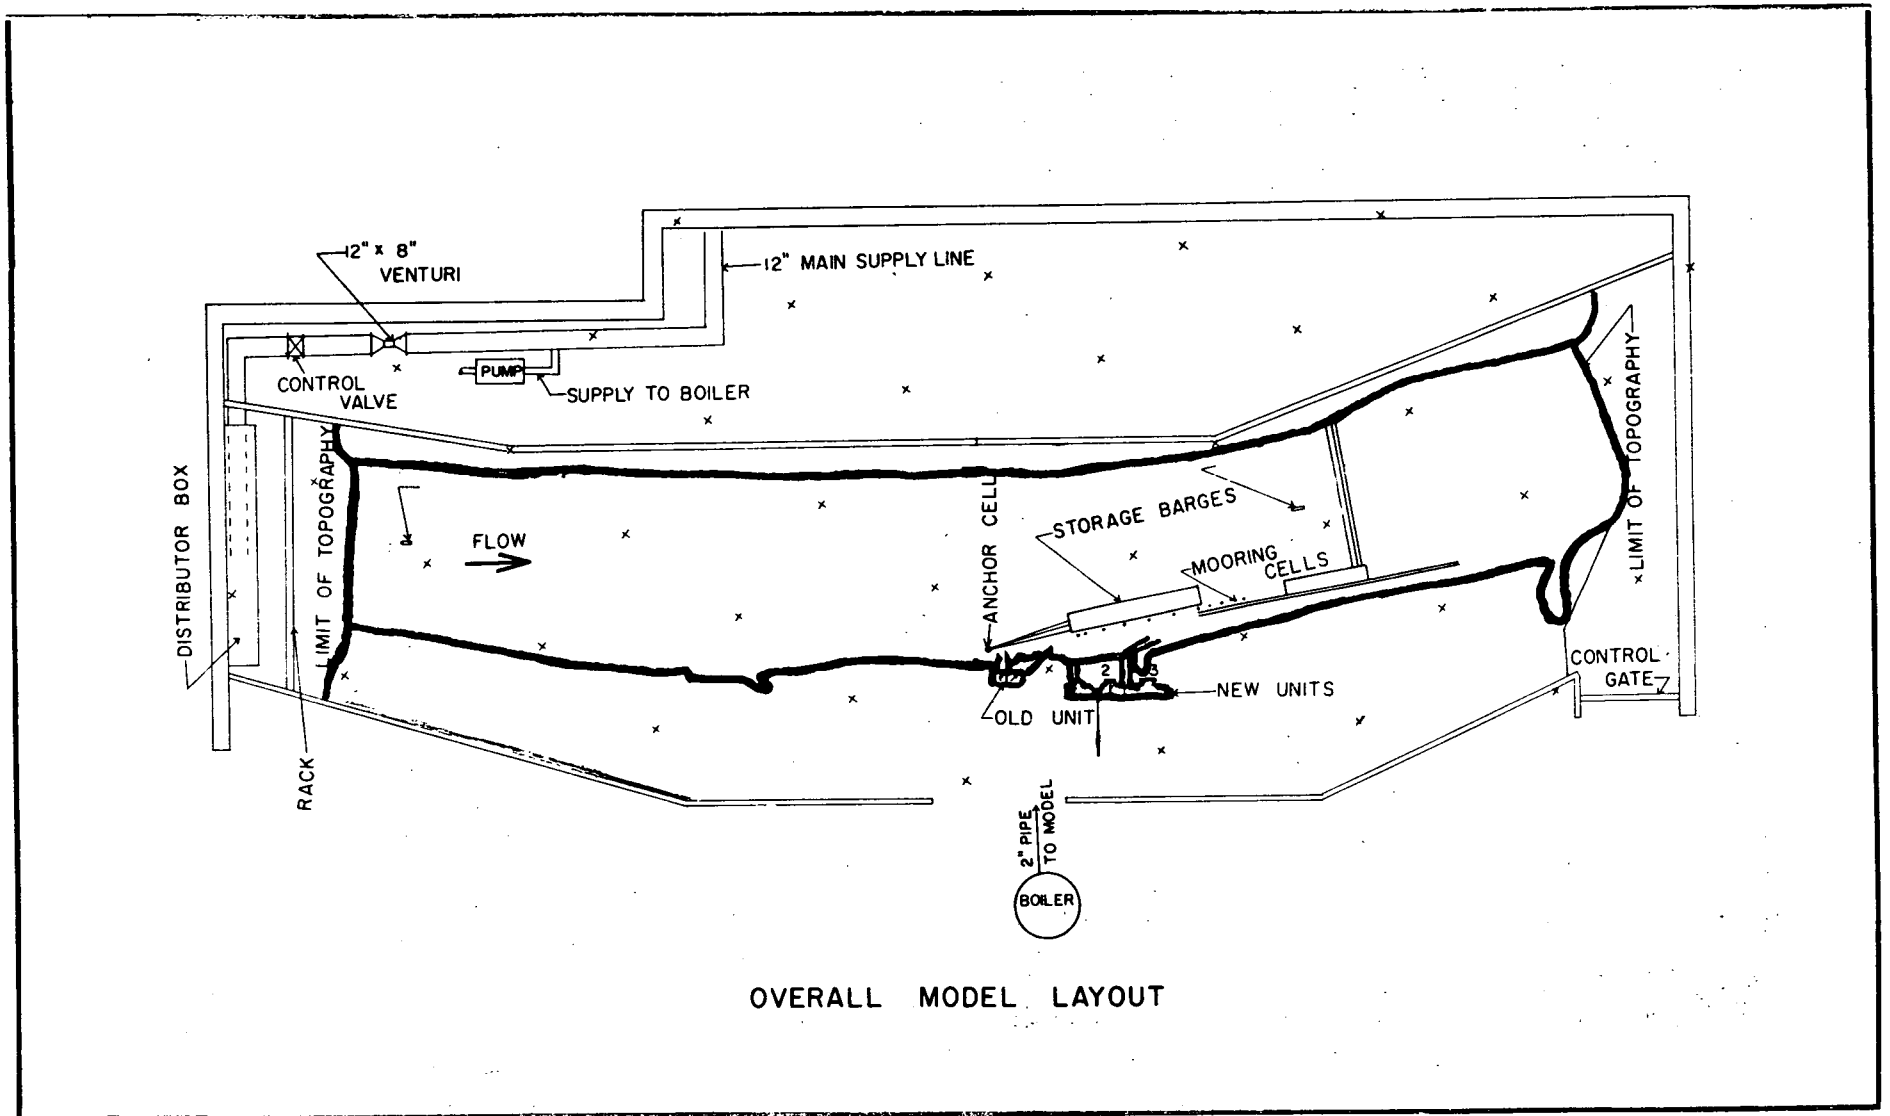 12" x 8"
VENTURI
12" MAIN SUPPLY LINE
CONTROL
VALVE
PUMP
SUPPLY TO BOILER
DISTRIBUTOR BOX
LIMIT OF TOPOGRAPHY
FLOW
ANCHOR CELL
STORAGE BARGES
MOORING
CELLS
LIMIT OF TOPOGRAPHY
2
3
NEW UNITS
OLD UNIT
CONTROL
GATE
RACK
2" PIPE
TO MODEL
BOILER
OVERALL MODEL LAYOUT